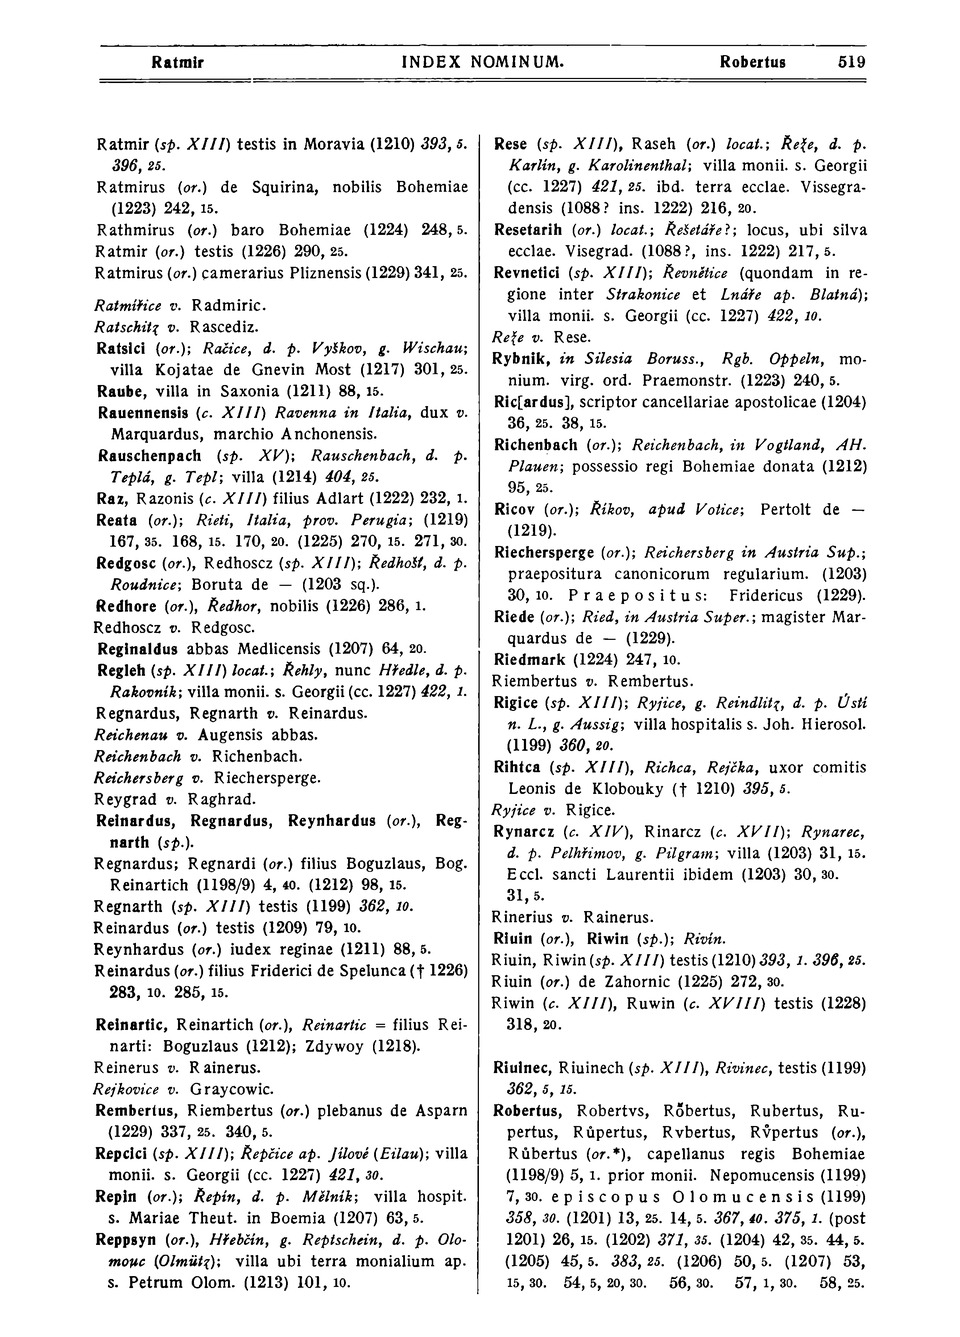 Ratmir INDEX NOMINUM. Robertus 519
Ratmir (sp. XIII) testis in Moravia (1210) 393, 5.
396, 25.
Ratmirus (or.) de Squirina, nobilis Bohemiae
(1223) 242, 15.
Rathmirus (or.) baro Bohemiae (1224) 248, 5.
Ratmir (or.) testis (1226) 290, 25.
Ratmirus (or.) camerarius Pliznensis (1229) 341, 25.
Ratmiřice v. Radmiric.
Ratschitz v. Rascediz.
Ratsici (or.); Račice, d. p. Vyškov, g. Wischau;
villa Kojatae de Gnevin Most (1217) 301, 25.
Raube, villa in Saxonia (1211) 88, 15.
Rauennensis (c. XIII) Ravenna in Italia, dux v.
Marquardus, marchio Anchonensis.
Rauschenpach (sp. XV); Rauschenbach, d. p.
Teplá, g. Tepl; villa (1214) 404, 25.
Raz, Razonis (c. XIII) filius Adlart (1222) 232, 1.
Reata (or.); Rieti, Italia, prov. Perugia; (1219)
167, 35. 168, 15. 170, 20. (1225) 270, 15. 271, 30.
Redgosc (or.), Redhoscz (sp. XIII); Ředhošť, d. p.
Roudnice; Boruta de — (1203 sq.).
Redhore (or.), Ředhor, nobilis (1226) 286, 1.
Redhoscz v. Redgosc.
Reginaldus abbas Medlicensis (1207) 64, 20.
Regleh (sp. XIII) locat.; Řehly, nunc Hředle, d. p.
Rakovník; villa monii. s. Georgii (cc. 1227) 422, 1.
Regnardus, Regnarth v. Reinardus.
Reichenau v. Augensis abbas.
Reichenbach v. Richenbach.
Reichersberg v. Riechersperge.
Reygrad v. Raghrad.
Reinardus, Regnardus, Reynhardus (or.), Reg-
narth (sp.).
Regnardus; Regnardi (or.) filius Boguzlaus, Bog.
Reinartich (1198/9) 4, 40. (1212) 98, 15.
Regnarth (sp. XIII) testis (1199) 362, 10.
Reinardus (or.) testis (1209) 79, 10.
Reynhardus (or.) iudex reginae (1211) 88, 5.
Reinardus (or.) filius Friderici de Spelunca († 1226)
283, 10. 285, 15.
Reinartic, Reinartich (or.), Reinartic = filius Rei-
narti: Boguzlaus (1212); Zdywoy (1218).
Reinerus v. Rainerus.
Rejkovice v. Graycowic.
Rembertus, Riembertus (or.) plebanus de Asparn
(1229) 337, 25. 340, 5.
Repcici (sp. XIII); Řepčice ap. Jílové (Eilau); villa
monii. s. Georgii (cc. 1227) 421, 30.
Repin (or.); Řepín, d. p. Mělník; villa hospit.
s. Mariae Theut. in Boemia (1207) 63, 5.
Reppsyn (or.), Hřebčín, g. Reptschein, d. p. Olo-
mouc (Olmütz); villa ubi terra monialium ap.
s. Petrum Olom. (1213) 101, 10.
Rese (sp. XIII), Raseh (or.) locat.; Řeže, d. p.
Karlín, g. Karolinenthal; villa monii. s. Georgii
(cc. 1227) 421, 25. ibd. terra ecclae. Vissegra-
densis (1088? ins. 1222) 216, 20.
Resetarih (or.) locat.; Řešetáře?; locus, ubi silva
ecclae. Visegrad. (1088?, ins. 1222) 217, 5.
Revnetici (sp. XIII); Řevnětice (quondam in re-
gione inter Strakonice et Lnáře ap. Blatná);
villa monii. s. Georgii (cc. 1227) 422, 10.
Reže v. Rese.
Rybnik, in Silesia Boruss., Rgb. Oppeln, mo-
nium. virg. ord. Praemonstr. (1223) 240, 5.
Ric[ardus], scriptor cancellariae apostolicae (1204)
36, 25. 38, 15.
Richenbach (or.); Reichenbach, in Vogtland, AH.
Plauen; possessio regi Bohemiae donata (1212)
95, 25.
Ricov (or.); Říkov, apud Votice; Pertolt de —
(1219).
Riechersperge (or.); Reichersberg in Austria Sup.;
praepositura canonicorum regularium. (1203)
30, 10. Praepositus: Fridericus (1229).
Riede (or.); Ried, in Austria Super.; magister Mar-
quardus de — (1229).
Riedmark (1224) 247, 10.
Riembertus v. Rembertus.
Rigice (sp. XIII); Ryjice, g. Reindlitz, d. p. Ústí
n. L., g. Aussig; villa hospitalis s. Joh. Hierosol.
(1199) 360, 20.
Rihtca (sp. XIII), Richca, Rejčka, uxor comitis
Leonis de Klobouky († 1210) 395, 5.
Ryjice v. Rigice.
Rynarcz (c. XIV), Rinarcz (c. XVII); Rynarec,
d. p. Pelhřimov, g. Pilgram; villa (1203) 31, 15.
Eccl. sancti Laurentii ibidem (1203) 30, 30.
31, 5.
Rinerius v. Rainerus.
Riuin (or.), Riwin (sp.); Rivín.
Riuin, Riwin (sp. XIII) testis (1210) 393, 1. 396, 25.
Riuin (or.) de Zahornic (1225) 272, 30.
Riwin (c. XIII), Ruwin (c. XVIII) testis (1228)
318, 20.
Riuinec, Riuinech (sp. XIII), Rivinec, testis (1199)
362, 5, 15.
Robertus, Robertvs, Rŏbertus, Rubertus, Ru-
pertus, Růpertus, Rvbertus, Rv̊pertus (or.),
Růbertus (or.*), capellanus regis Bohemiae
(1198/9) 5, 1. prior monii. Nepomucensis (1199)
7, 30. episcopus Olomucensis (1199)
358, 30. (1201) 13, 25. 14, 5. 367, 40. 375, 1. (post
1201) 26, 15. (1202) 371, 35. (1204) 42, 35. 44, 5.
(1205) 45, 5. 383, 25. (1206) 50, 5. (1207) 53,
15, 30. 54, 5, 20, 30. 56, 30. 57, 1, 30. 58, 25.